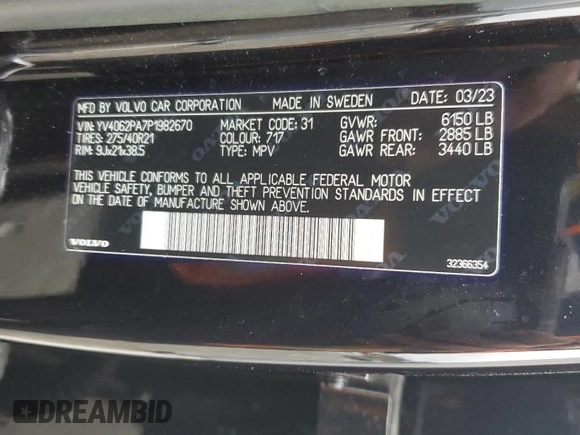 MFD BY VOLVO CAR CORPORATION MADE IN SWEDEN DATE: 03/23
VIN: YV4062PA7P1982670 MARKET CODE: 31 GVWR: 6150 LB
TIRES: 275/40R21 COLOUR: 717 GAWR FRONT: 2885 LB
RIM: 9Jx21x38.5 TYPE: MPV GAWR REAR: 3440 LB
THIS VEHICLE CONFORMS TO ALL APPLICABLE FEDERAL MOTOR
VEHICLE SAFETY, BUMPER AND THEFT PREVENTION STANDARDS IN EFFECT
ON THE DATE OF MANUFACTURE SHOWN ABOVE.
VOLVO
32366354
DREAMBID